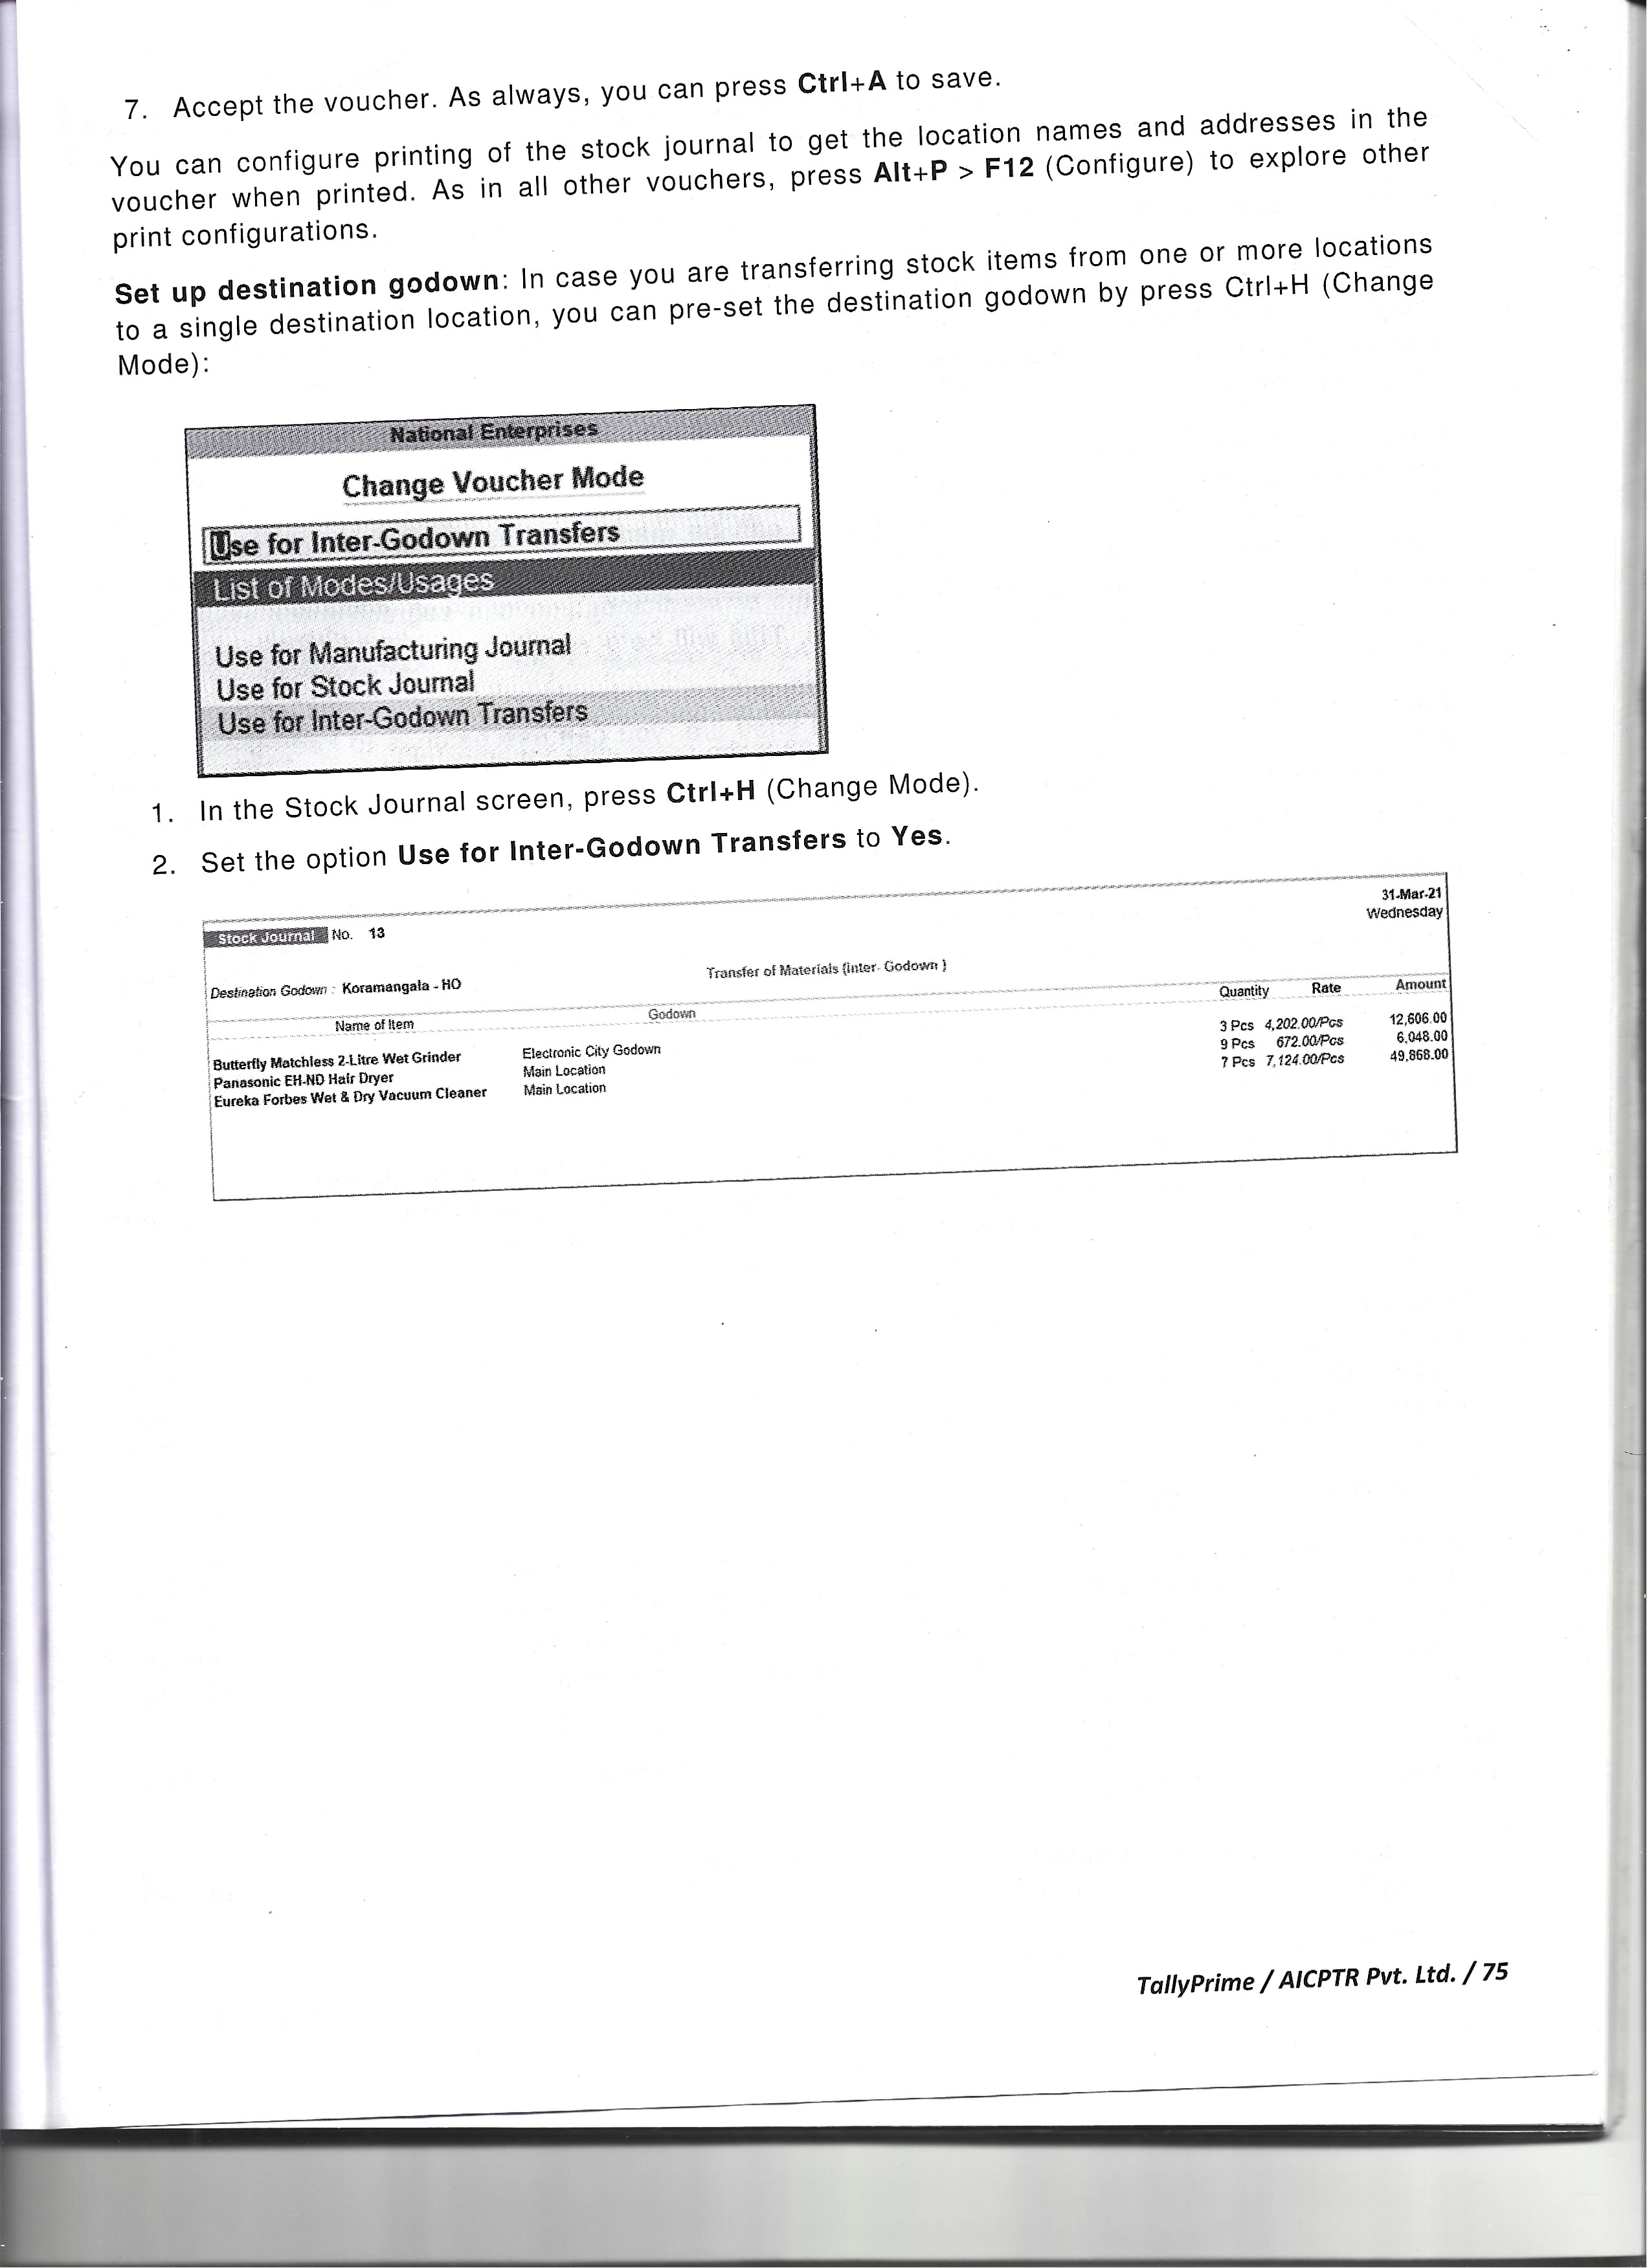 7. Accept the voucher. As always, you can press Ctrl+A to save.
You can configure printing of the stock journal to get the location names and addresses in the
voucher when printed. As in all other vouchers, press Alt+P > F12 (Configure) to explore other
print configurations.
Set up destination godown: In case you are transferring stock items from one or more locations
to a single destination location, you can pre-set the destination godown by press Ctrl+H (Change
Mode):
National Enterprises
Change Voucher Mode
Use for Inter-Godown Transfers
List of Modes/Usages
Use for Manufacturing Journal
Use for Stock Journal
Use for Inter-Godown Transfers
1. In the Stock Journal screen, press Ctrl+H (Change Mode).
2. Set the option Use for Inter-Godown Transfers to Yes.
Stock Journal No. 13 31-Mar-21
Wednesday
Transfer of Materials (Inter- Godown )
Destination Godown : Koramangala - HO
Name of Item Godown Quantity Rate Amount
Butterfly Matchless 2-Litre Wet Grinder Electronic City Godown 3 Pcs 4,202.00/Pcs 12,606.00
Panasonic EH-ND Hair Dryer Main Location 9 Pcs 672.00/Pcs 6,048.00
Eureka Forbes Wet & Dry Vacuum Cleaner Main Location 7 Pcs 7,124.00/Pcs 49,868.00
TallyPrime / AICPTR Pvt. Ltd. / 75